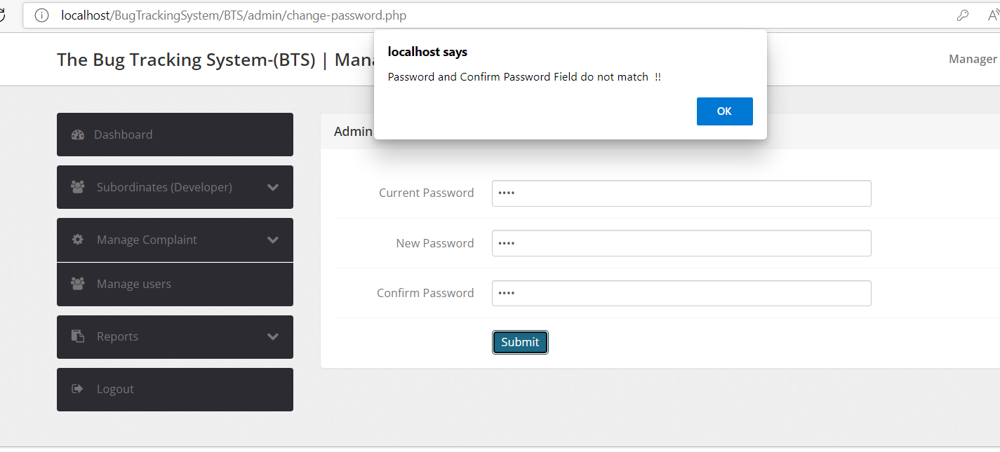 localhost/BugTrackingSystem/BTS/admin/change-password.php
The Bug Tracking System-(BTS) | Mana
Manager
localhost says
Password and Confirm Password Field do not match !!
OK
Dashboard
Subordinates (Developer)
Manage Complaint
Manage users
Reports
Logout
Admin
Current Password
••••
New Password
••••
Confirm Password
••••
Submit